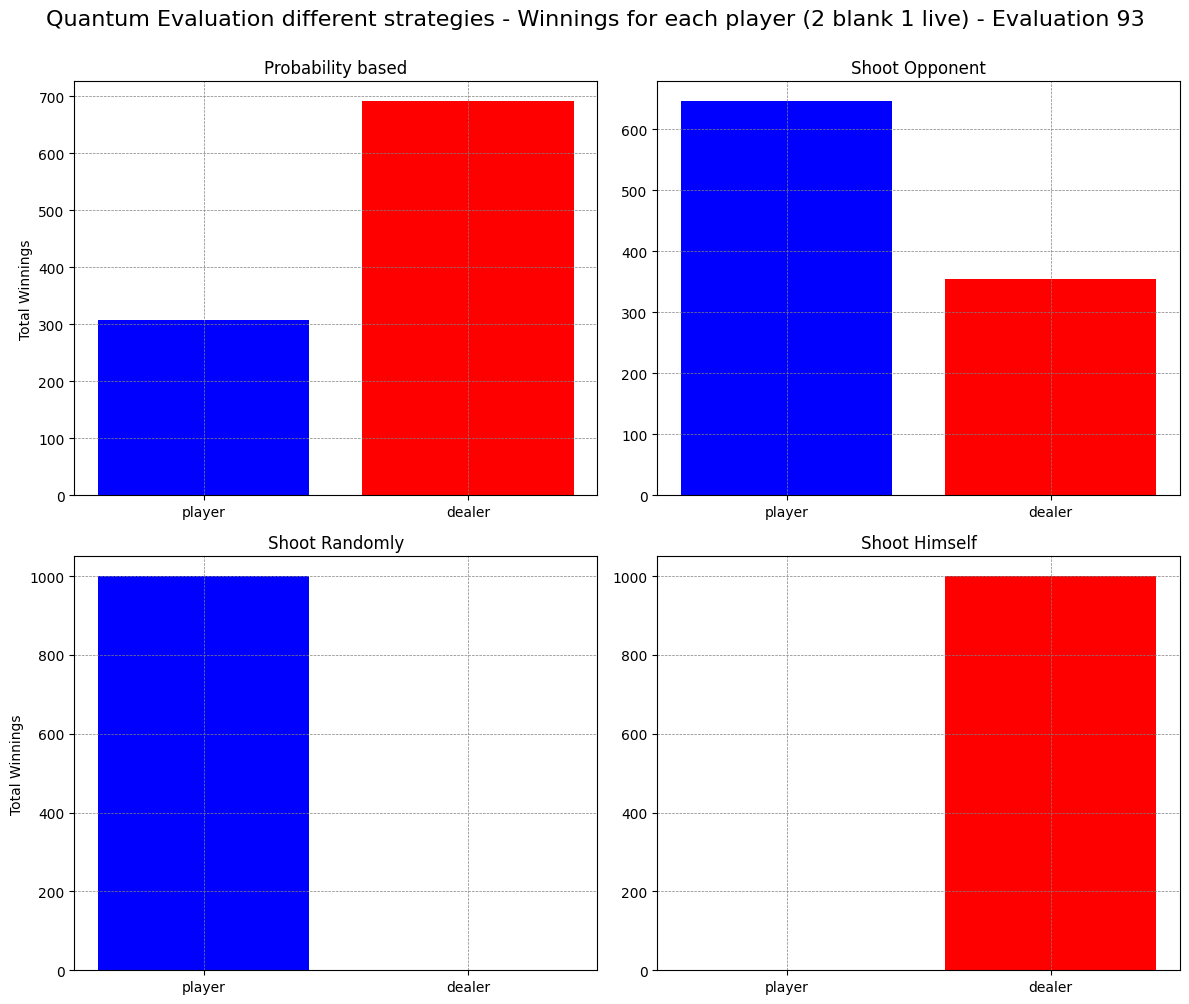 Quantum Evaluation different strategies - Winnings for each player (2 blank 1 live) - Evaluation 93
Probability based
Total Winnings
700
600
500
400
300
200
100
0
player dealer
Shoot Opponent
600
500
400
300
200
100
0
player dealer
Shoot Randomly
Total Winnings
1000
800
600
400
200
0
player dealer
Shoot Himself
1000
800
600
400
200
0
player dealer